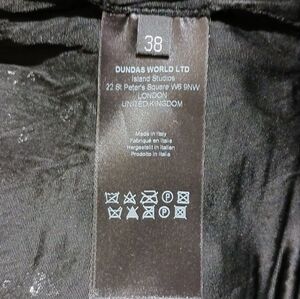 38
DUNDAS WORLD LTD
Island Studios
22 St Peter's Square W6 9NW
LONDON
UNITED KINGDOM
Made in Italy
Fabriqué en Italie
Hergestellt in Italien
Prodotto in Italia